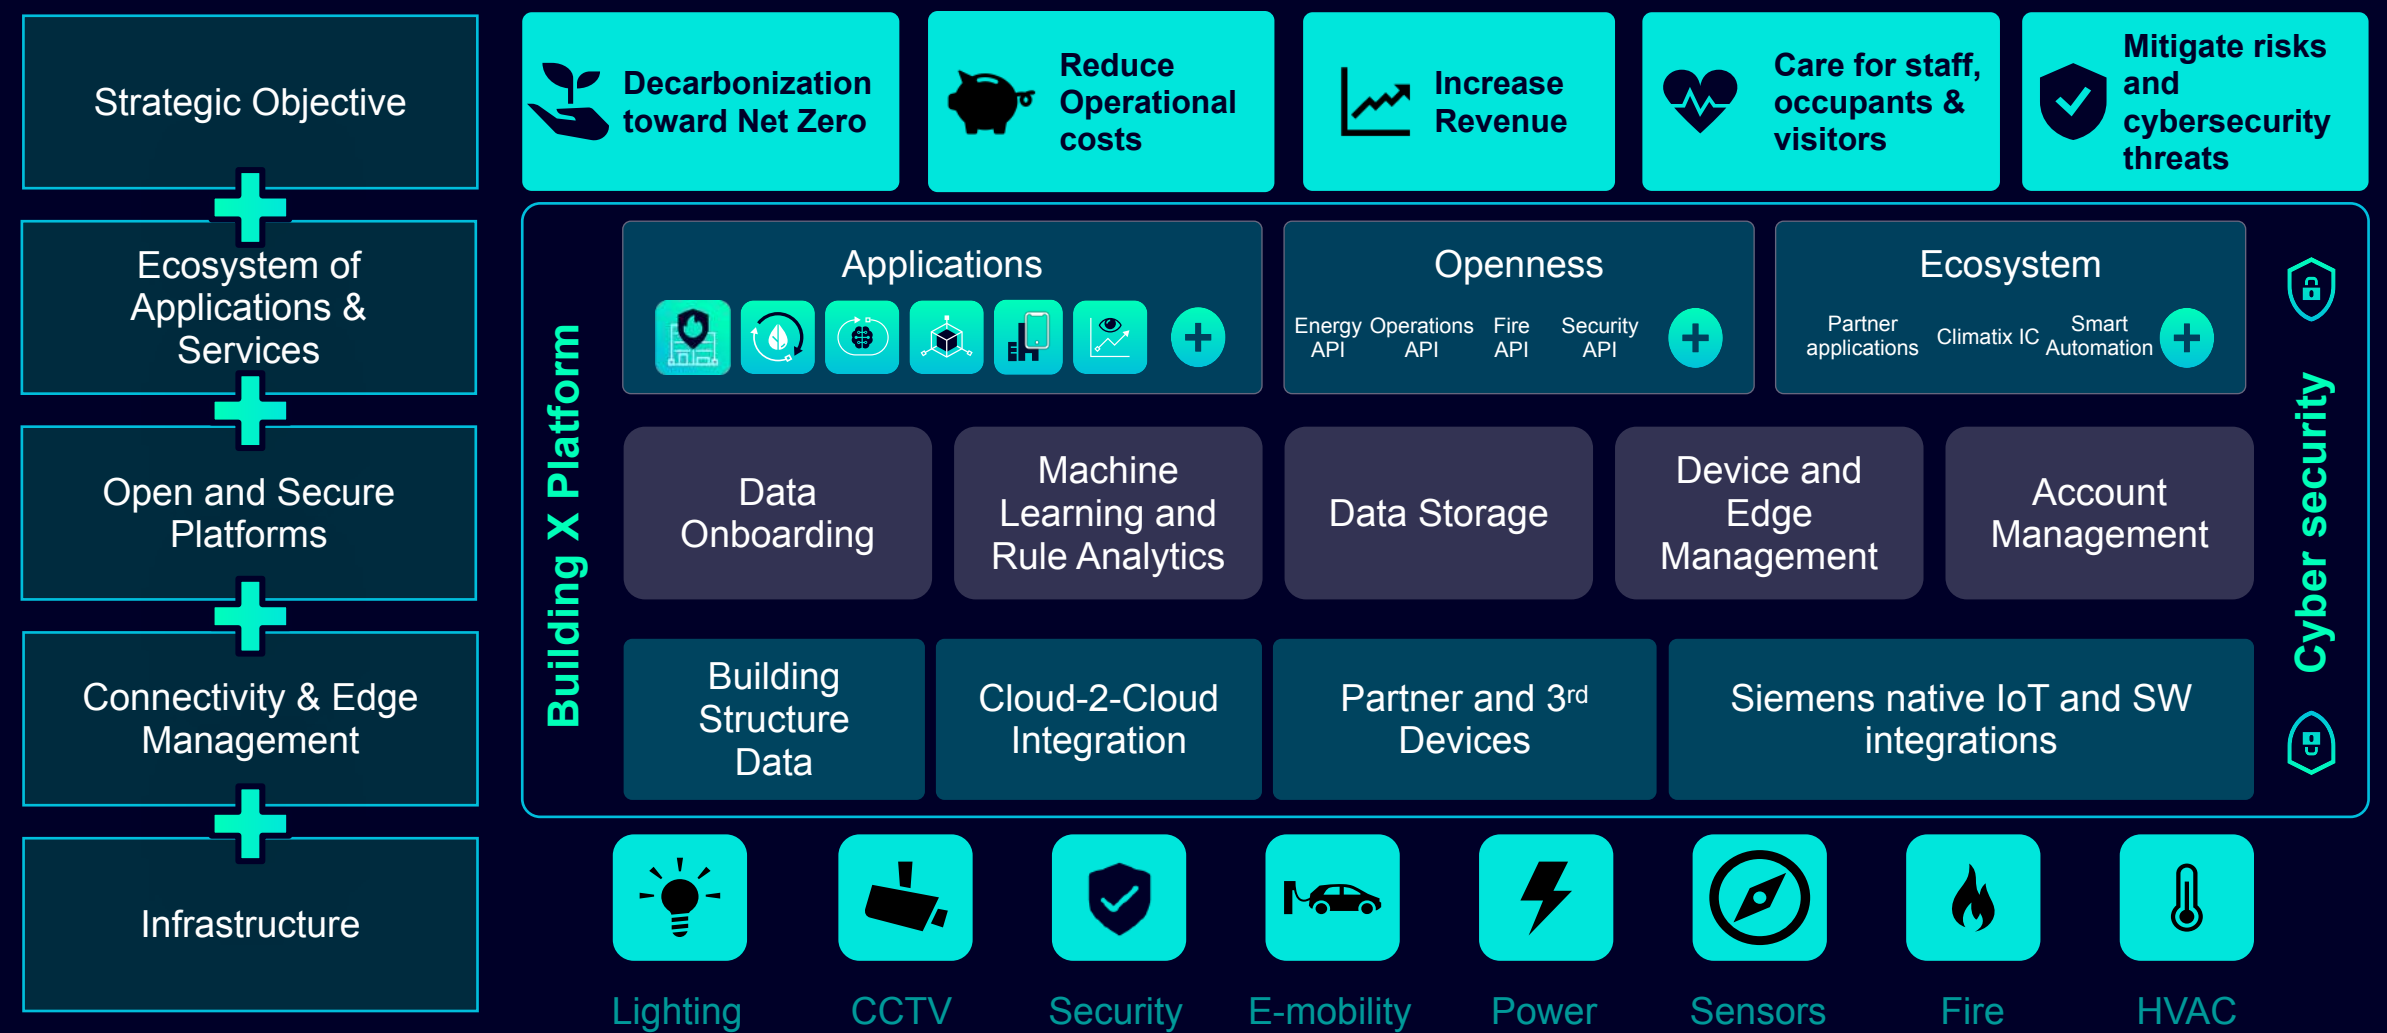 Strategic Objective
Decarbonization
toward Net Zero
Reduce
Operational
costs
Increase
Revenue
Care for staff,
occupants &
visitors
Mitigate risks
and
cybersecurity
threats
Ecosystem of
Applications &
Services
Building X Platform
Applications
Openness
Energy
API
Operations
API
Fire
API
Security
API
Ecosystem
Partner
applications
Climatix IC
Smart
Automation
Cyber security
Open and Secure
Platforms
Data
Onboarding
Machine
Learning and
Rule Analytics
Data Storage
Device and
Edge
Management
Account
Management
Connectivity & Edge
Management
Building
Structure
Data
Cloud-2-Cloud
Integration
Partner and 3rd
Devices
Siemens native IoT and SW
integrations
Infrastructure
Lighting
CCTV
Security
E-mobility
Power
Sensors
Fire
HVAC